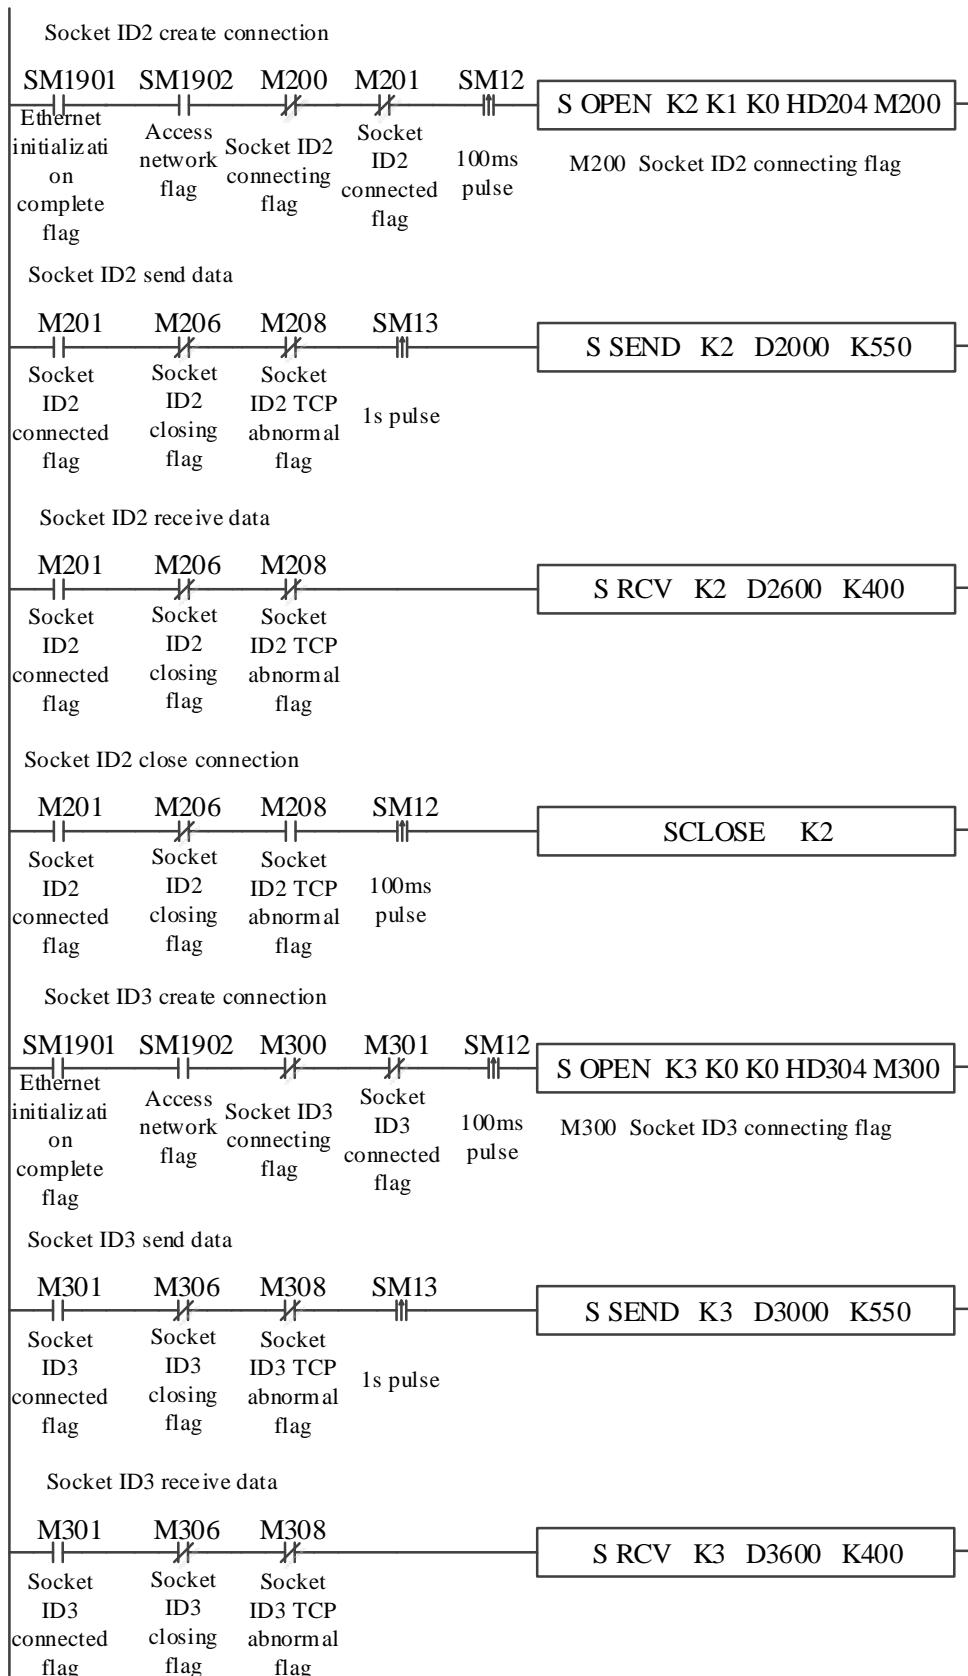 Socket ID2 create connection
SM1901 SM1902 M200 M201 SM12
S OPEN K2 K1 K0 HD204 M200
Ethernet
initializati
on
complete
flag
Access
network
flag
Socket ID2
connecting
flag
Socket
ID2
connected
flag
100ms
pulse
M200 Socket ID2 connecting flag
Socket ID2 send data
M201 M206 M208 SM13
S SEND K2 D2000 K550
Socket
ID2
connected
flag
Socket
ID2
closing
flag
Socket
ID2 TCP
abnormal
flag
1s pulse
Socket ID2 receive data
M201 M206 M208
S RCV K2 D2600 K400
Socket
ID2
connected
flag
Socket
ID2
closing
flag
Socket
ID2 TCP
abnormal
flag
Socket ID2 close connection
M201 M206 M208 SM12
SCLOSE K2
Socket
ID2
connected
flag
Socket
ID2
closing
flag
Socket
ID2 TCP
abnormal
flag
100ms
pulse
Socket ID3 create connection
SM1901 SM1902 M300 M301 SM12
S OPEN K3 K0 K0 HD304 M300
Ethernet
initializati
on
complete
flag
Access
network
flag
Socket ID3
connecting
flag
Socket
ID3
connected
flag
100ms
pulse
M300 Socket ID3 connecting flag
Socket ID3 send data
M301 M306 M308 SM13
S SEND K3 D3000 K550
Socket
ID3
connected
flag
Socket
ID3
closing
flag
Socket
ID3 TCP
abnormal
flag
1s pulse
Socket ID3 receive data
M301 M306 M308
S RCV K3 D3600 K400
Socket
ID3
connected
flag
Socket
ID3
closing
flag
Socket
ID3 TCP
abnormal
flag